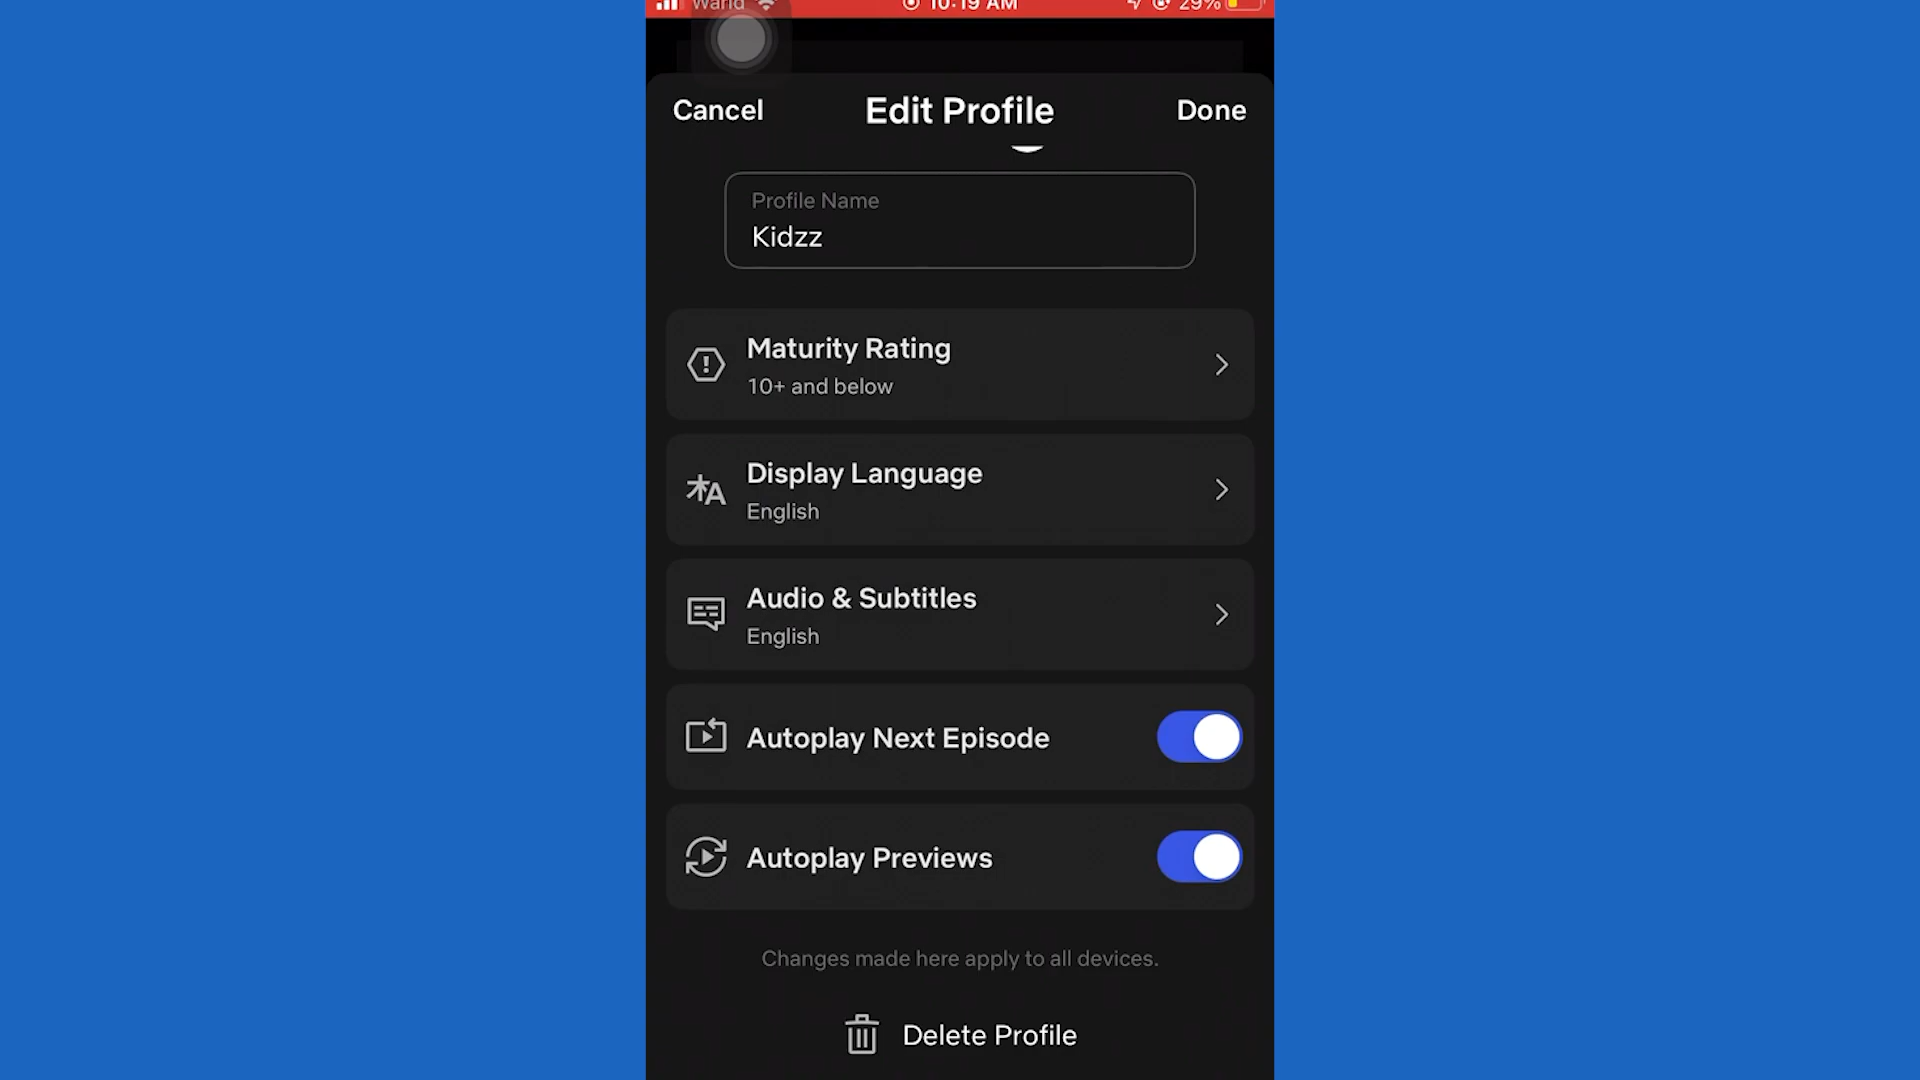 Warid 10:19 AM 29%
Cancel Edit Profile Done
Profile Name
Kidzz
Maturity Rating
10+ and below
Display Language
English
Audio & Subtitles
English
Autoplay Next Episode
Autoplay Previews
Changes made here apply to all devices.
Delete Profile